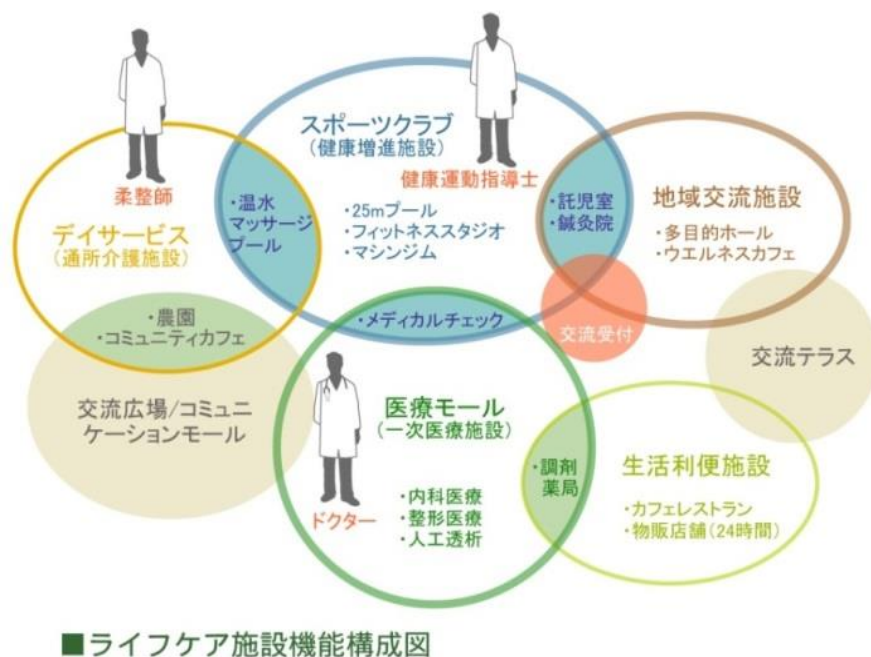 柔整師
デイサービス
(通所介護施設)
・温水
マッサージ
プール
スポーツクラブ
(健康増進施設)
健康運動指導士
・25mプール
・フィットネススタジオ
・マシンジム
・託児室
・鍼灸院
地域交流施設
・多目的ホール
・ウエルネスカフェ
・農園
・コミュニティカフェ
・メディカルチェック
交流受付
交流テラス
交流広場/コミュニ
ケーションモール
医療モール
(一次医療施設)
ドクター
・内科医療
・整形医療
・人工透析
・調剤
薬局
生活利便施設
・カフェレストラン
・物販店舗(24時間)
■ライフケア施設機能構成図